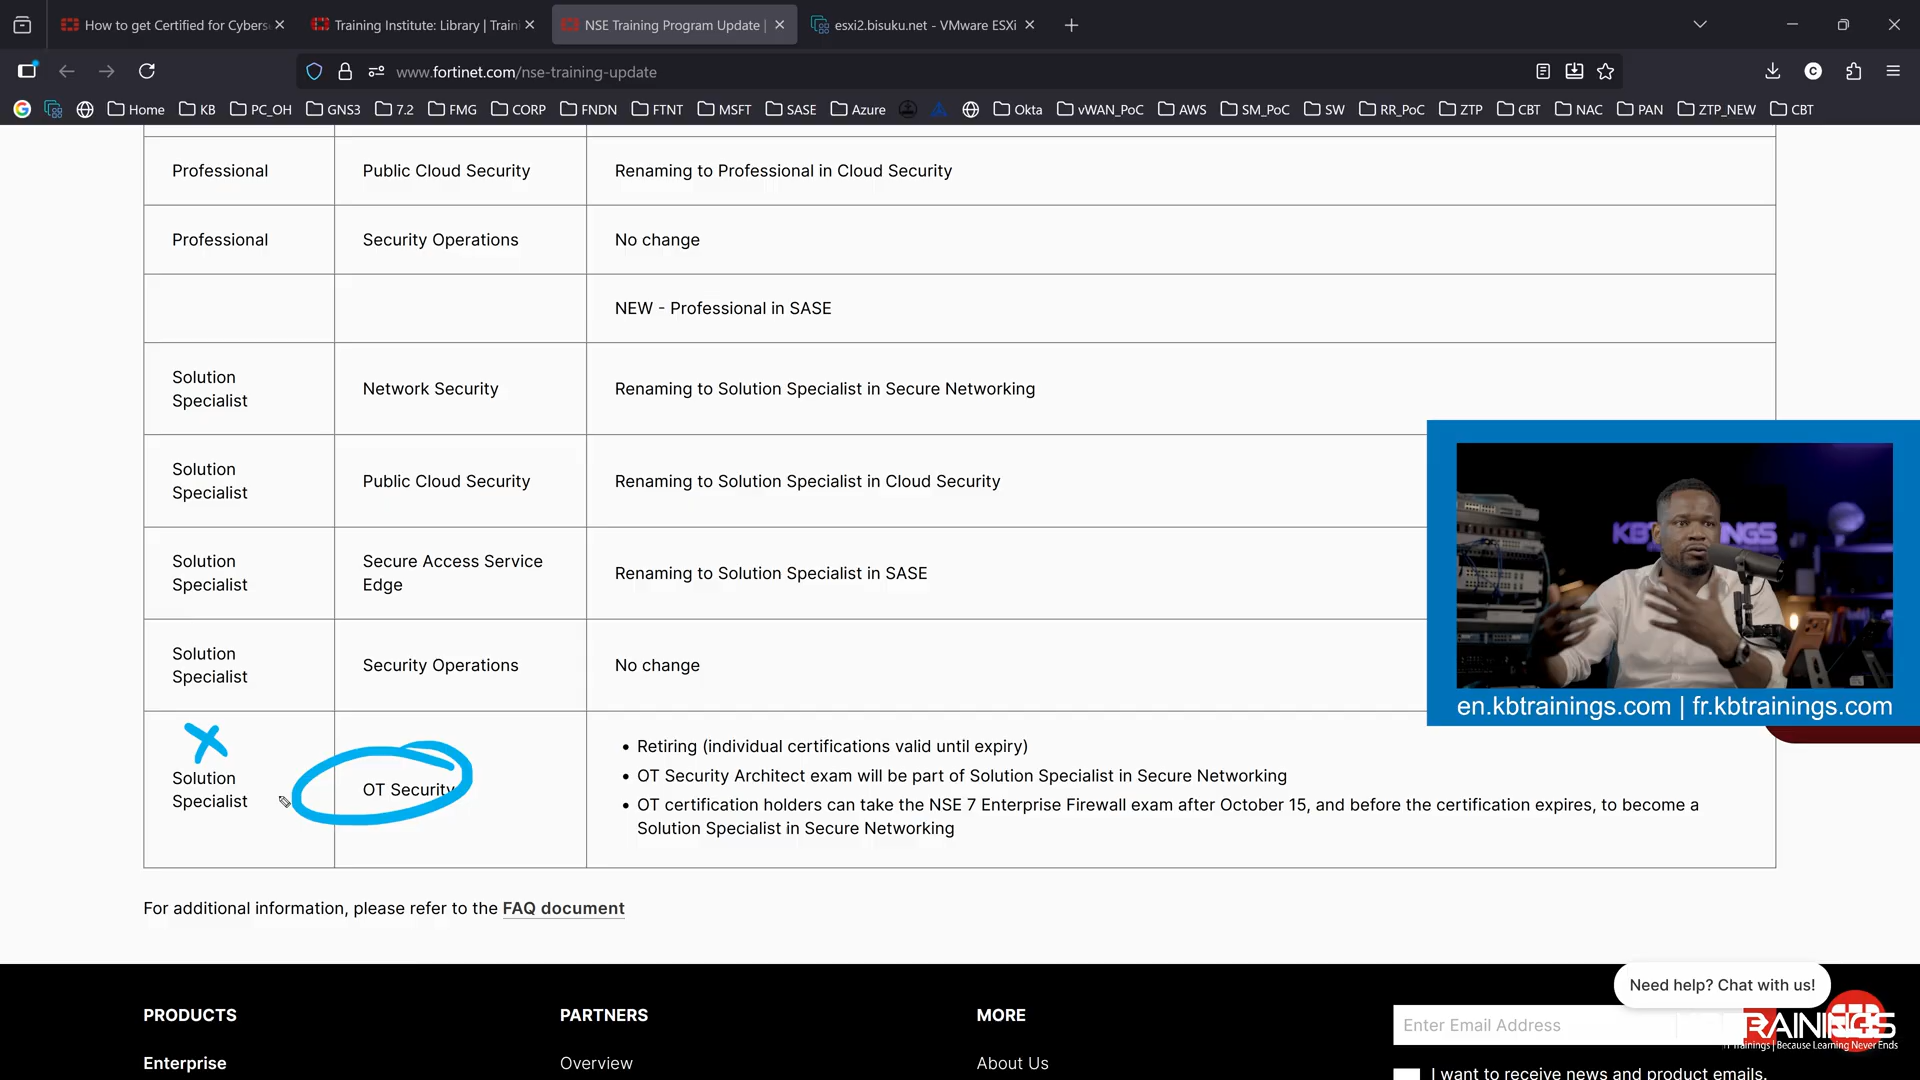 How to get Certified for Cybers
Training Institute: Library | Traini
NSE Training Program Update |
esxi2.bisuku.net - VMware ESXi
www.fortinet.com/nse-training-update
C
G
Home
KB
PC_OH
GNS3
7.2
FMG
CORP
FNDN
FTNT
MSFT
SASE
Azure
Okta
vWAN_PoC
AWS
SM_PoC
SW
RR_PoC
ZTP
CBT
NAC
PAN
ZTP_NEW
CBT
Professional
Public Cloud Security
Renaming to Professional in Cloud Security
Professional
Security Operations
No change
NEW - Professional in SASE
Solution
Specialist
Network Security
Renaming to Solution Specialist in Secure Networking
Solution
Specialist
Public Cloud Security
Renaming to Solution Specialist in Cloud Security
Solution
Specialist
Secure Access Service
Edge
Renaming to Solution Specialist in SASE
Solution
Specialist
Security Operations
No change
Solution
Specialist
OT Security
• Retiring (individual certifications valid until expiry)
• OT Security Architect exam will be part of Solution Specialist in Secure Networking
• OT certification holders can take the NSE 7 Enterprise Firewall exam after October 15, and before the certification expires, to become a
Solution Specialist in Secure Networking
en.kbtrainings.com | fr.kbtrainings.com
For additional information, please refer to the FAQ document
Need help? Chat with us!
PRODUCTS
Enterprise
PARTNERS
Overview
MORE
About Us
Enter Email Address
I want to receive news and product emails.
TRAININGS
Trainings | Because Learning Never Ends